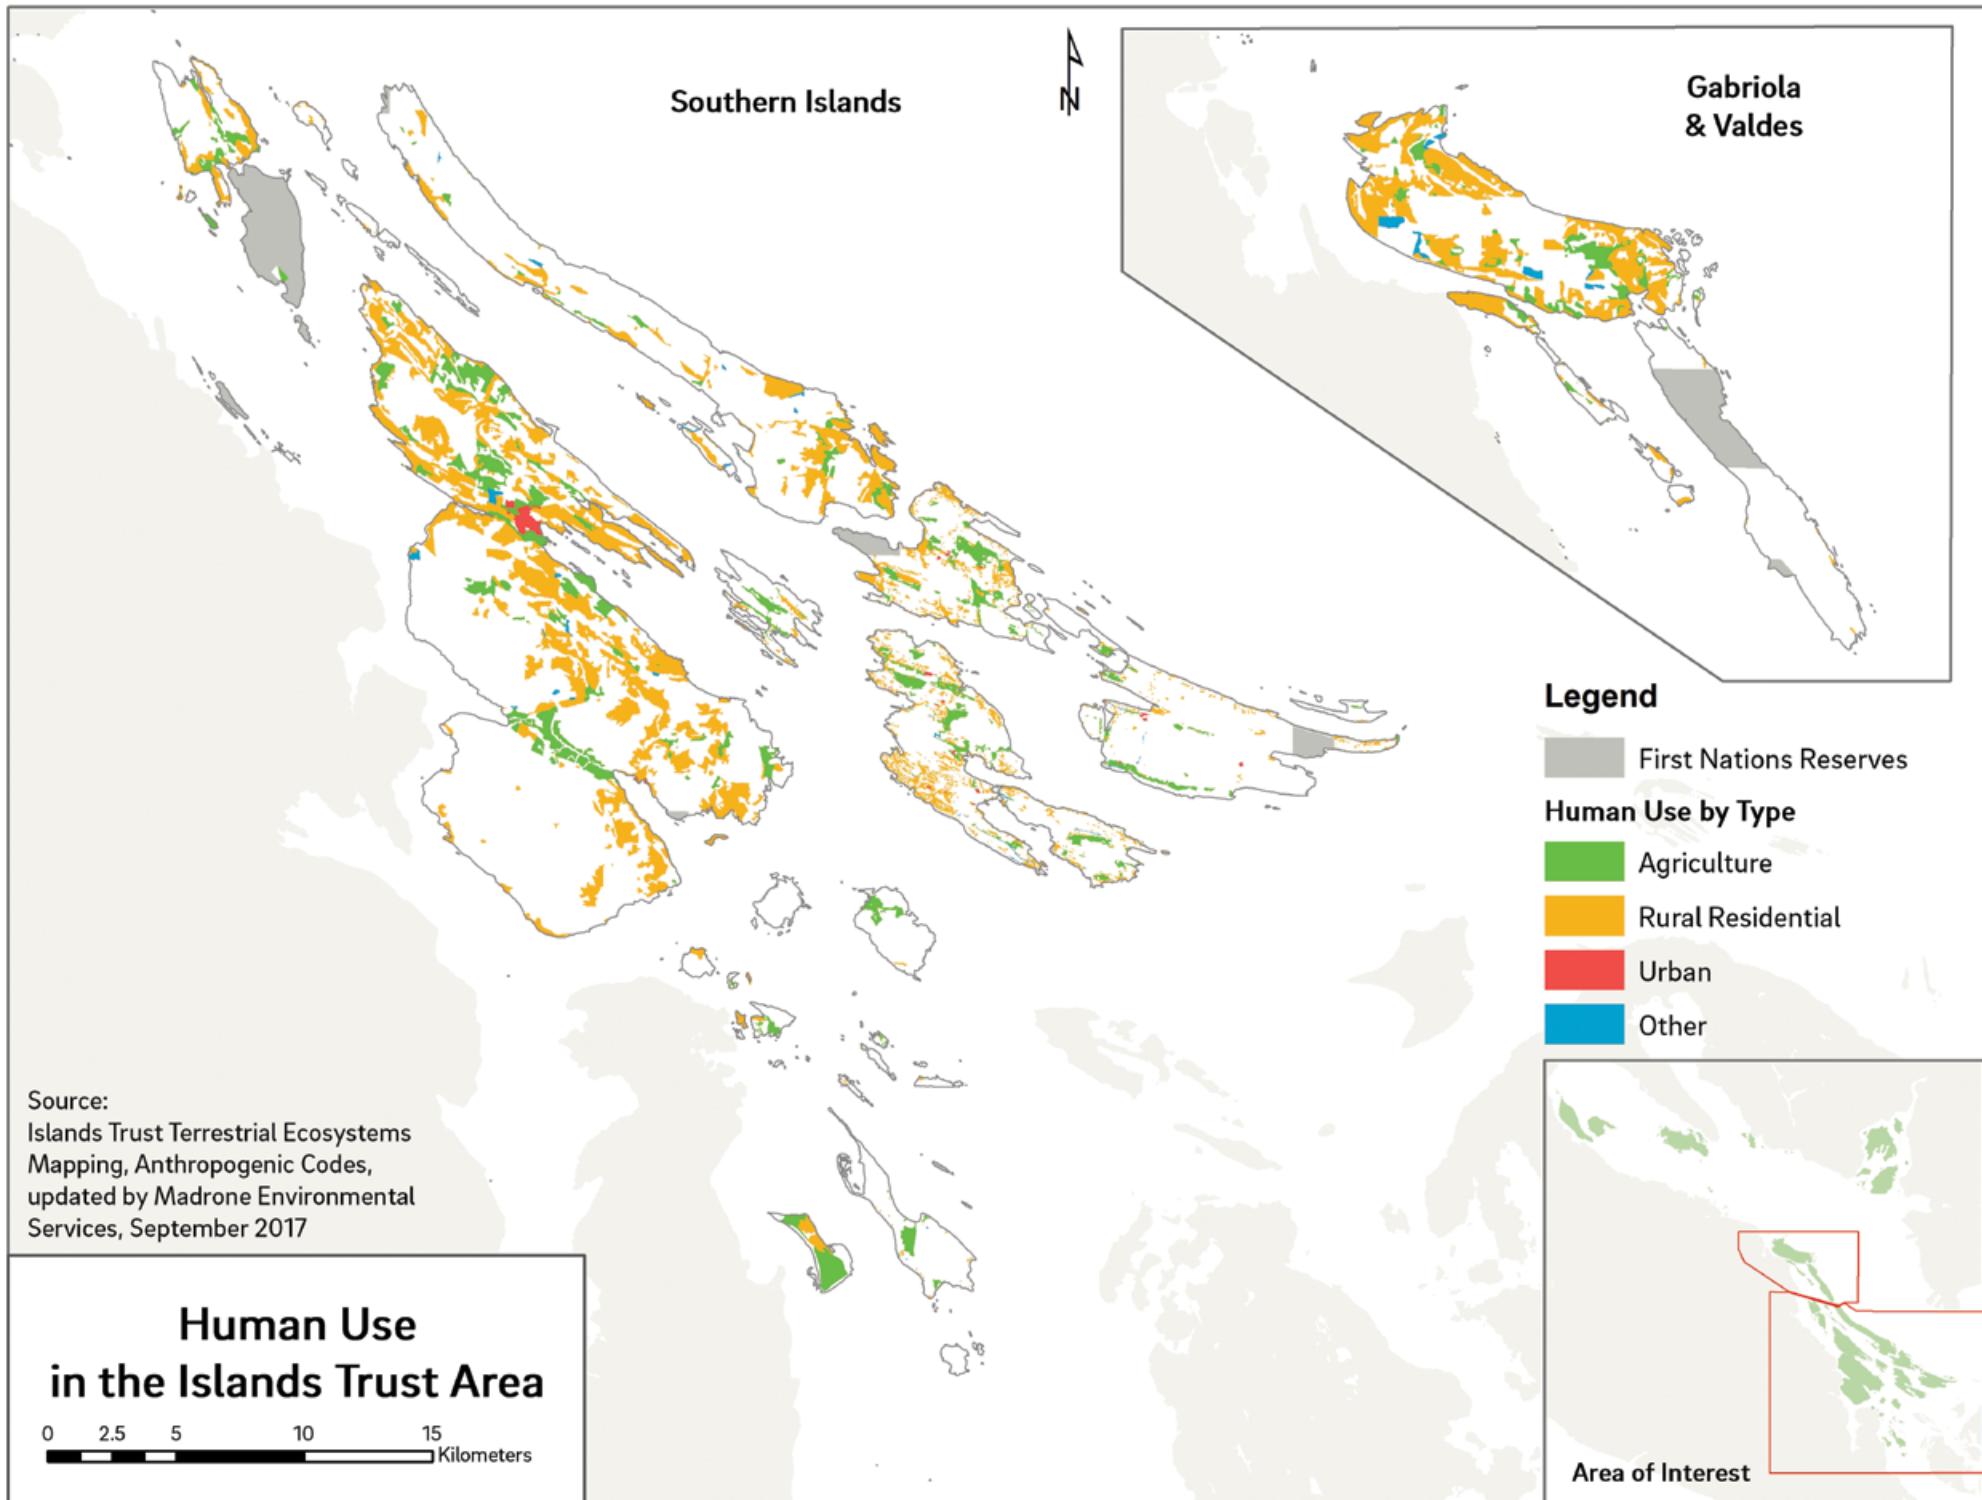 Southern Islands
N
Gabriola
& Valdes
Legend
First Nations Reserves
Human Use by Type
Agriculture
Rural Residential
Urban
Other
Source:
Islands Trust Terrestrial Ecosystems
Mapping, Anthropogenic Codes,
updated by Madrone Environmental
Services, September 2017
Human Use
in the Islands Trust Area
0 2.5 5 10 15
Kilometers
Area of Interest